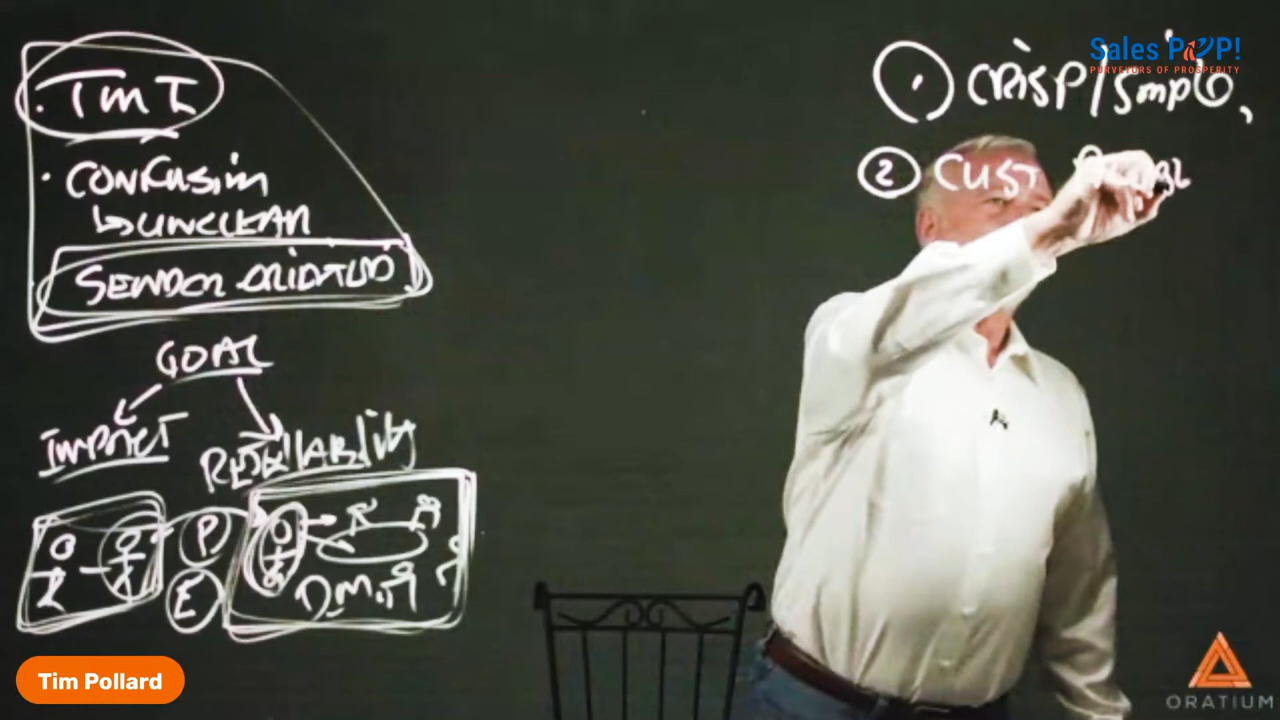 • TMI
• CONFUSION
↳ UNCLEAR
SENDER ORIENTED
GOAL
IMPACT
RETELLABILITY
P
E
D.M.
① CRISP/Simple,
② CUST
Sales POP!
PURVEYORS OF PROSPERITY
Tim Pollard
ORATIUM